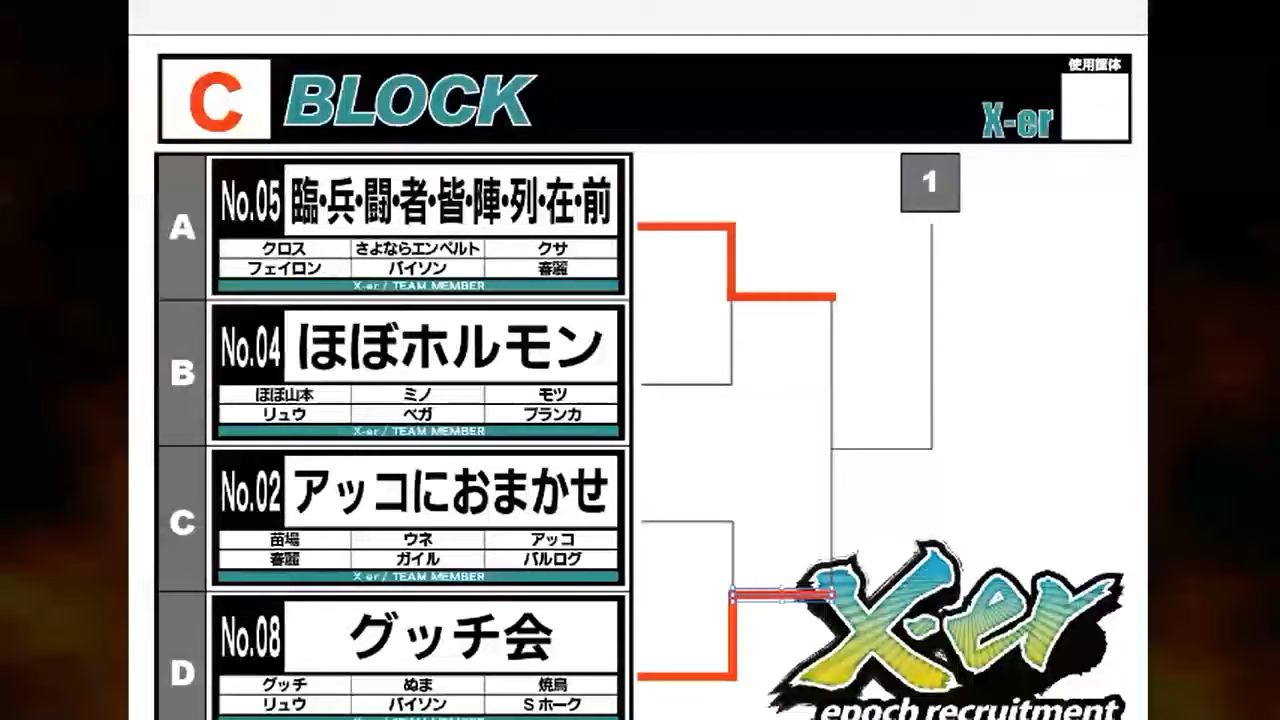 C BLOCK
使用筐体
X-er
1
A
No.05 臨・兵・闘・者・皆・陣・列・在・前
クロス さよならエンペルト クサ
フェイロン バイソン 春麗
X-er / TEAM MEMBER
B
No.04 ほぼホルモン
ほぼ山本 ミノ モツ
リュウ ベガ ブランカ
X-er / TEAM MEMBER
C
No.02 アッコにおまかせ
苗場 ウネ アッコ
春麗 ガイル バルログ
X-er / TEAM MEMBER
D
No.08 グッチ会
グッチ ぬま 焼鳥
リュウ バイソン Sホーク
X-er
epoch recruitment